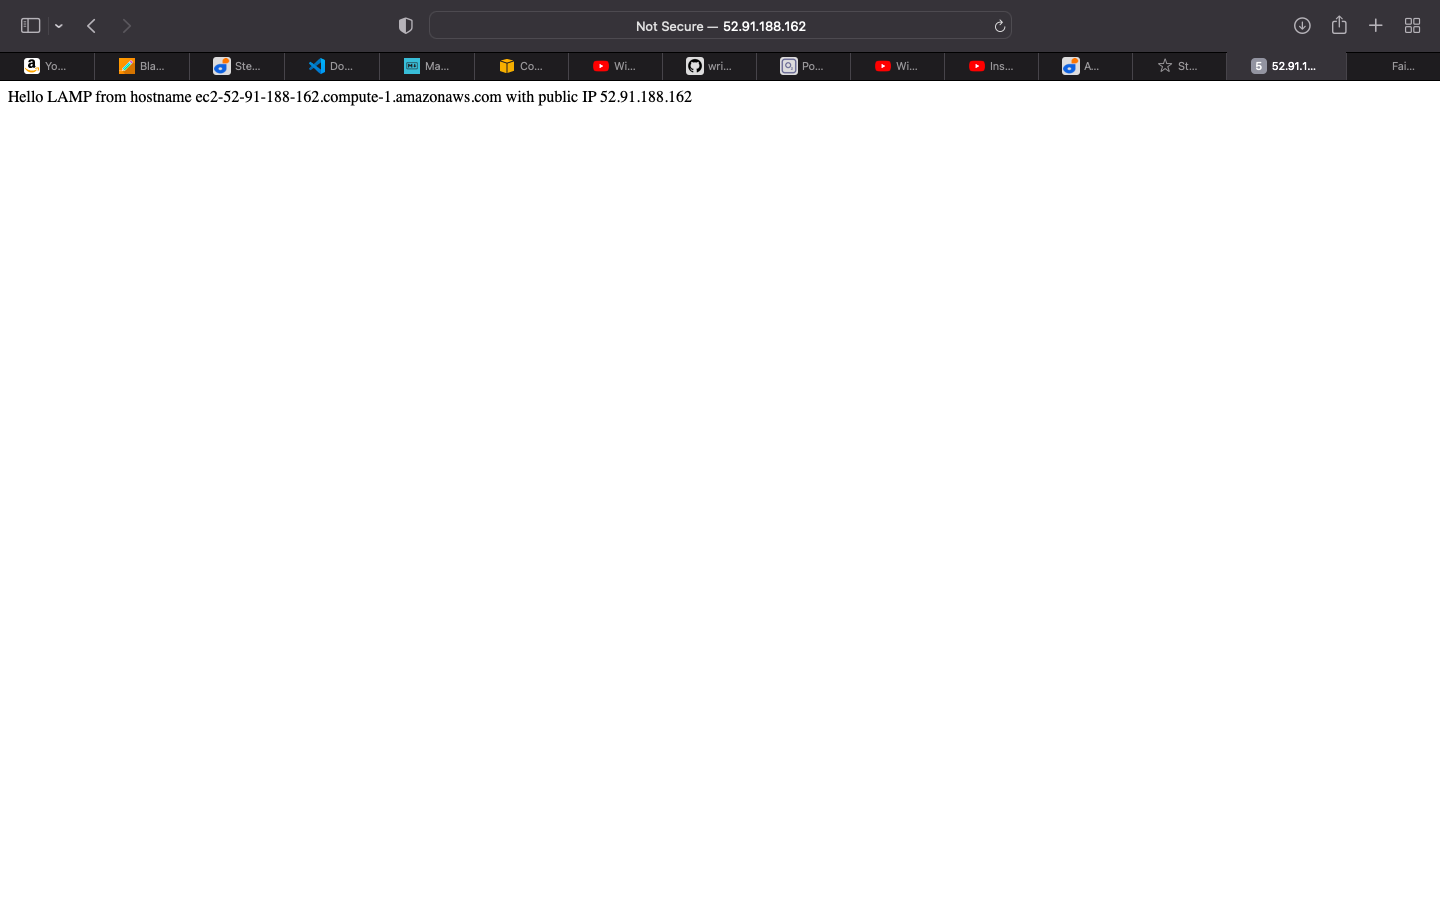 Not Secure — 52.91.188.162
Yo... Bla... Ste... Do... Ma... Co... Wi... wri... Po... Wi... Ins... A... St... 5 52.91.1... Fai...
Hello LAMP from hostname ec2-52-91-188-162.compute-1.amazonaws.com with public IP 52.91.188.162